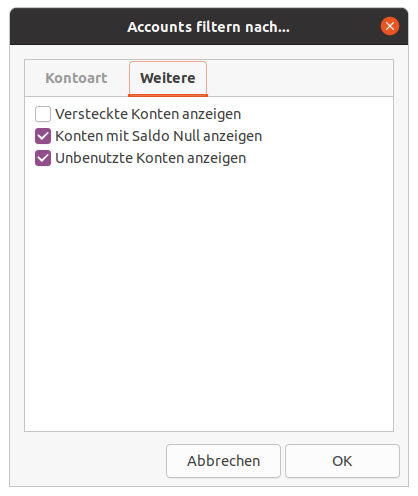 Accounts filtern nach...
Kontoart
Weitere
Versteckte Konten anzeigen
Konten mit Saldo Null anzeigen
Unbenutzte Konten anzeigen
Abbrechen
OK